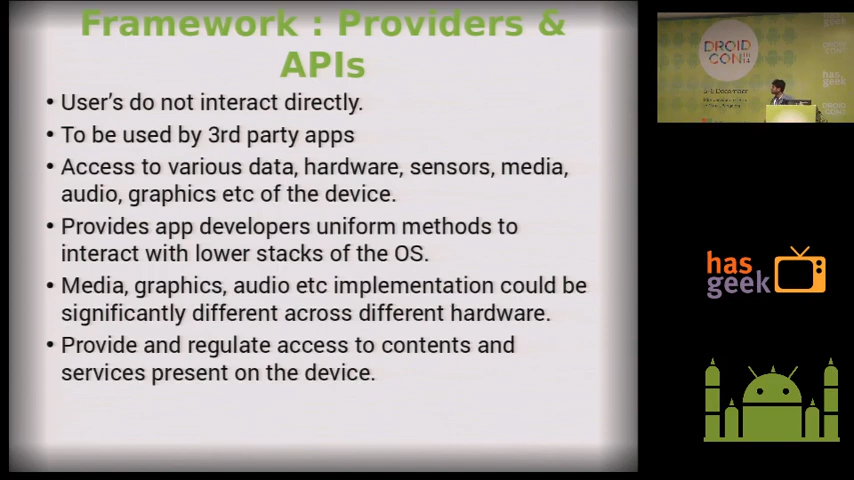 Framework : Providers &
APIs
• User's do not interact directly.
• To be used by 3rd party apps
• Access to various data, hardware, sensors, media,
audio, graphics etc of the device.
• Provides app developers uniform methods to
interact with lower stacks of the OS.
• Media, graphics, audio etc implementation could be
significantly different across different hardware.
• Provide and regulate access to contents and
services present on the device.
DROID
CON
has
geek
has
geek